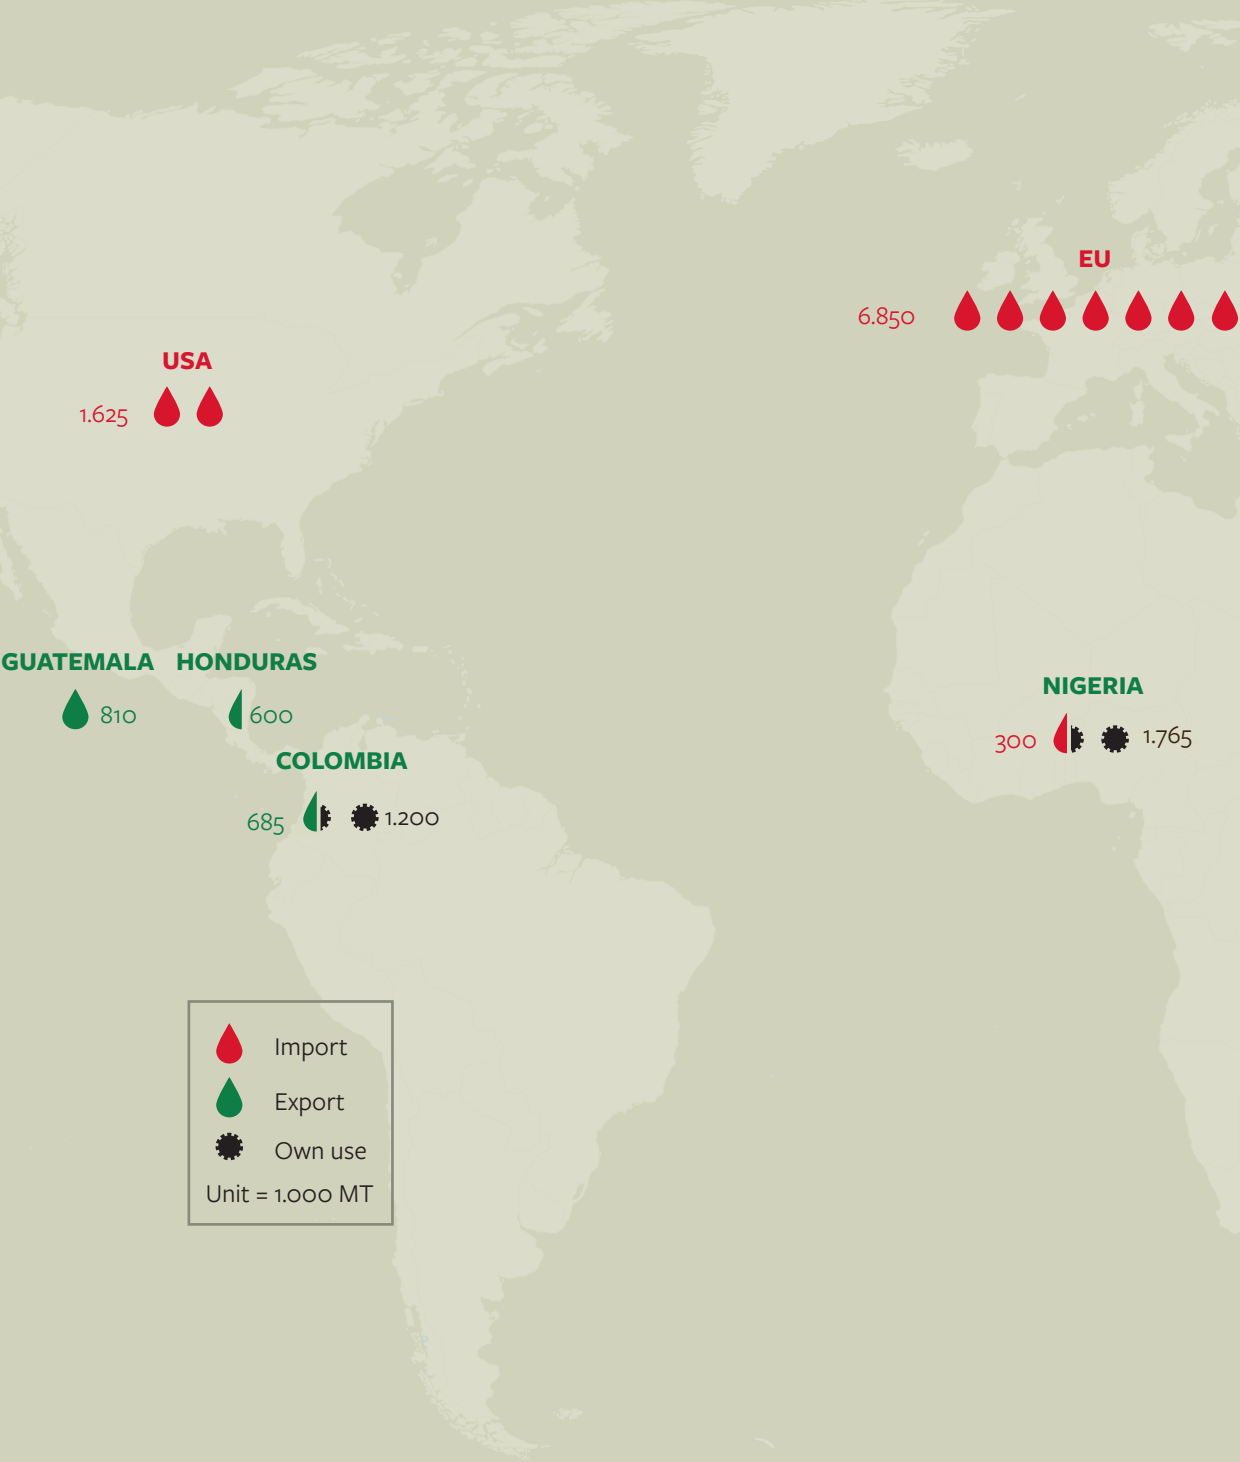 EU
6.850
USA
1.625
GUATEMALA
810
HONDURAS
600
NIGERIA
300
1.765
COLOMBIA
685
1.200
Import
Export
Own use
Unit = 1.000 MT